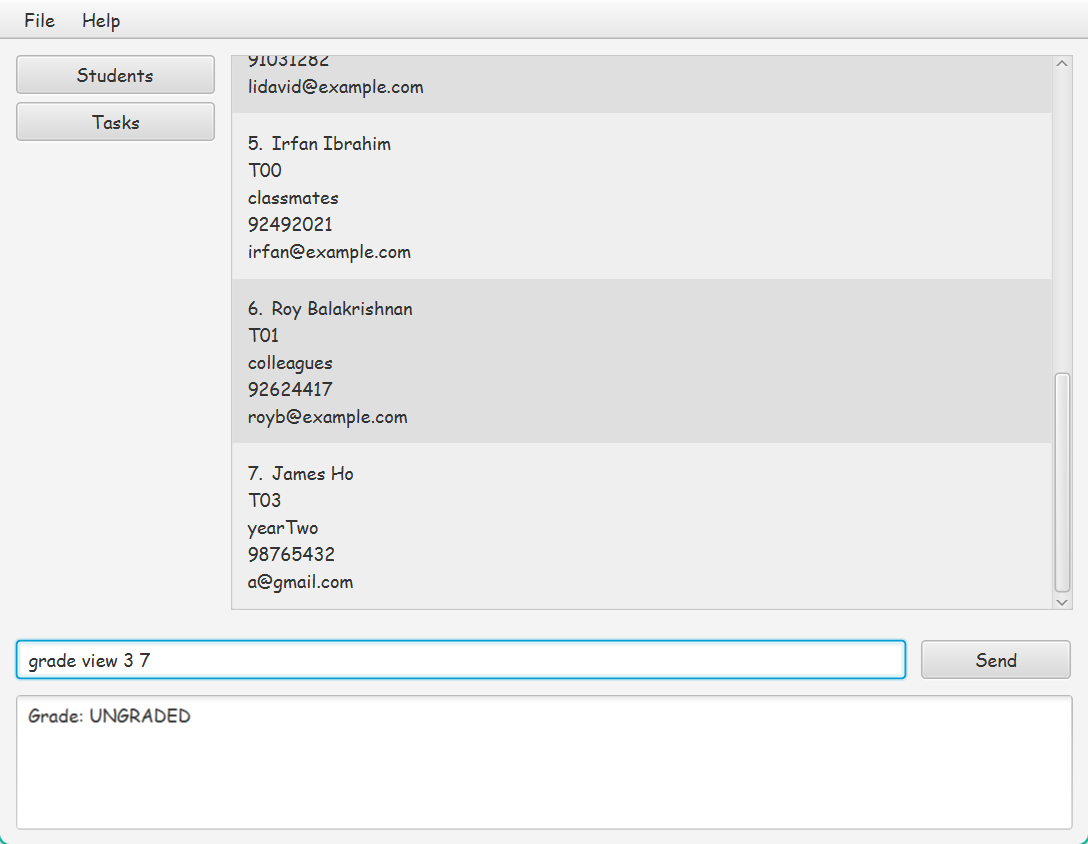 File Help
Students
Tasks
91031282
lidavid@example.com
5. Irfan Ibrahim
T00
classmates
92492021
irfan@example.com
6. Roy Balakrishnan
T01
colleagues
92624417
royb@example.com
7. James Ho
T03
yearTwo
98765432
a@gmail.com
grade view 3 7
Send
Grade: UNGRADED